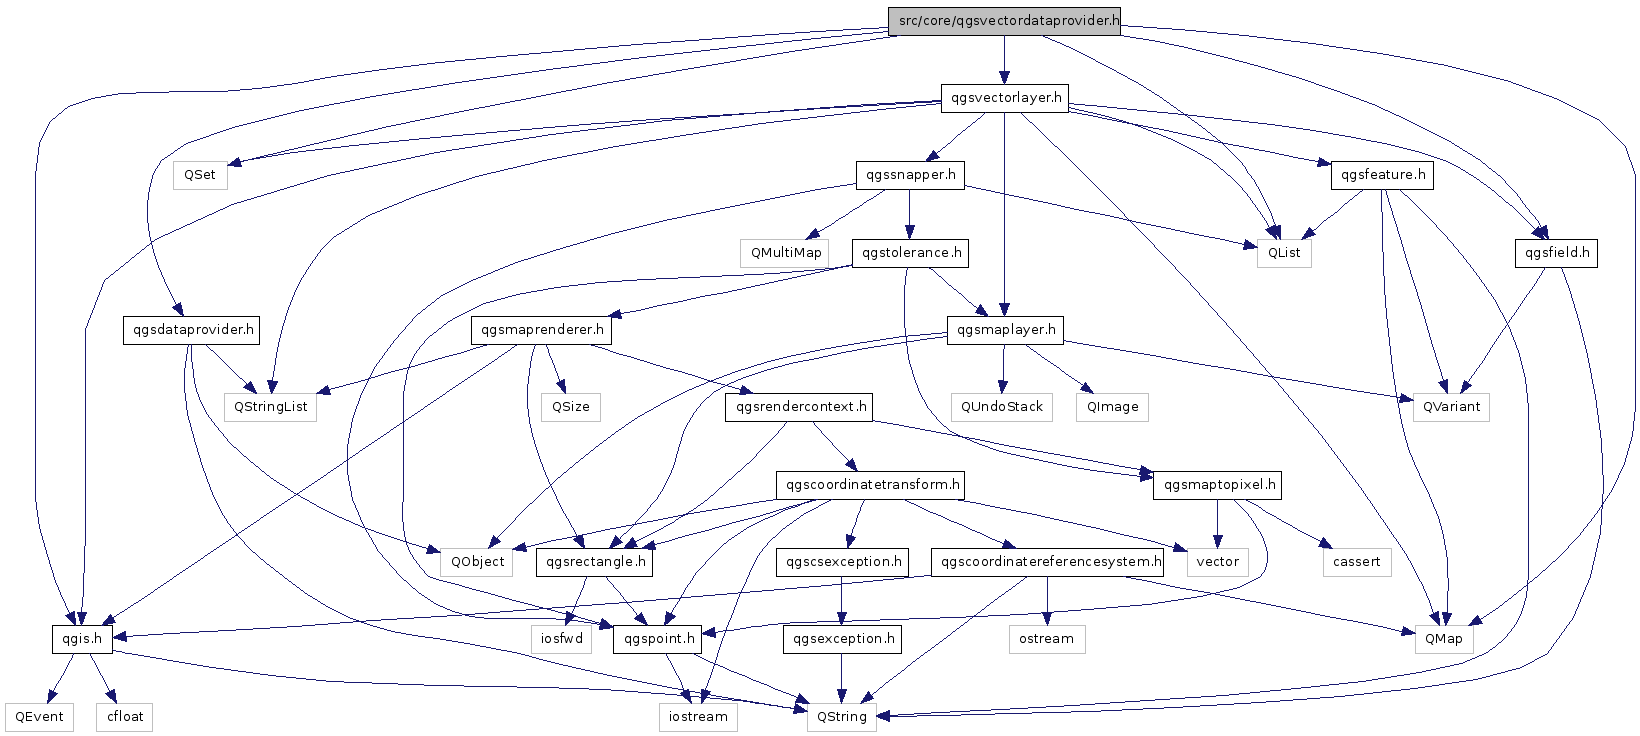 src/core/qgsvectordataprovider.h
qgsvectorlayer.h
QSet
qgssnapper.h
qgsfeature.h
QMultiMap
qgstolerance.h
QList
qgsfield.h
qgsdataprovider.h
qgsmaprenderer.h
qgsmaplayer.h
QStringList
QSize
qgsrendercontext.h
QUndoStack
QImage
QVariant
qgscoordinatetransform.h
qgsmaptopixel.h
QObject
qgsrectangle.h
qgscsexception.h
qgscoordinatereferencesystem.h
vector
cassert
qgis.h
iosfwd
qgspoint.h
qgsexception.h
ostream
QMap
QEvent
cfloat
iostream
QString